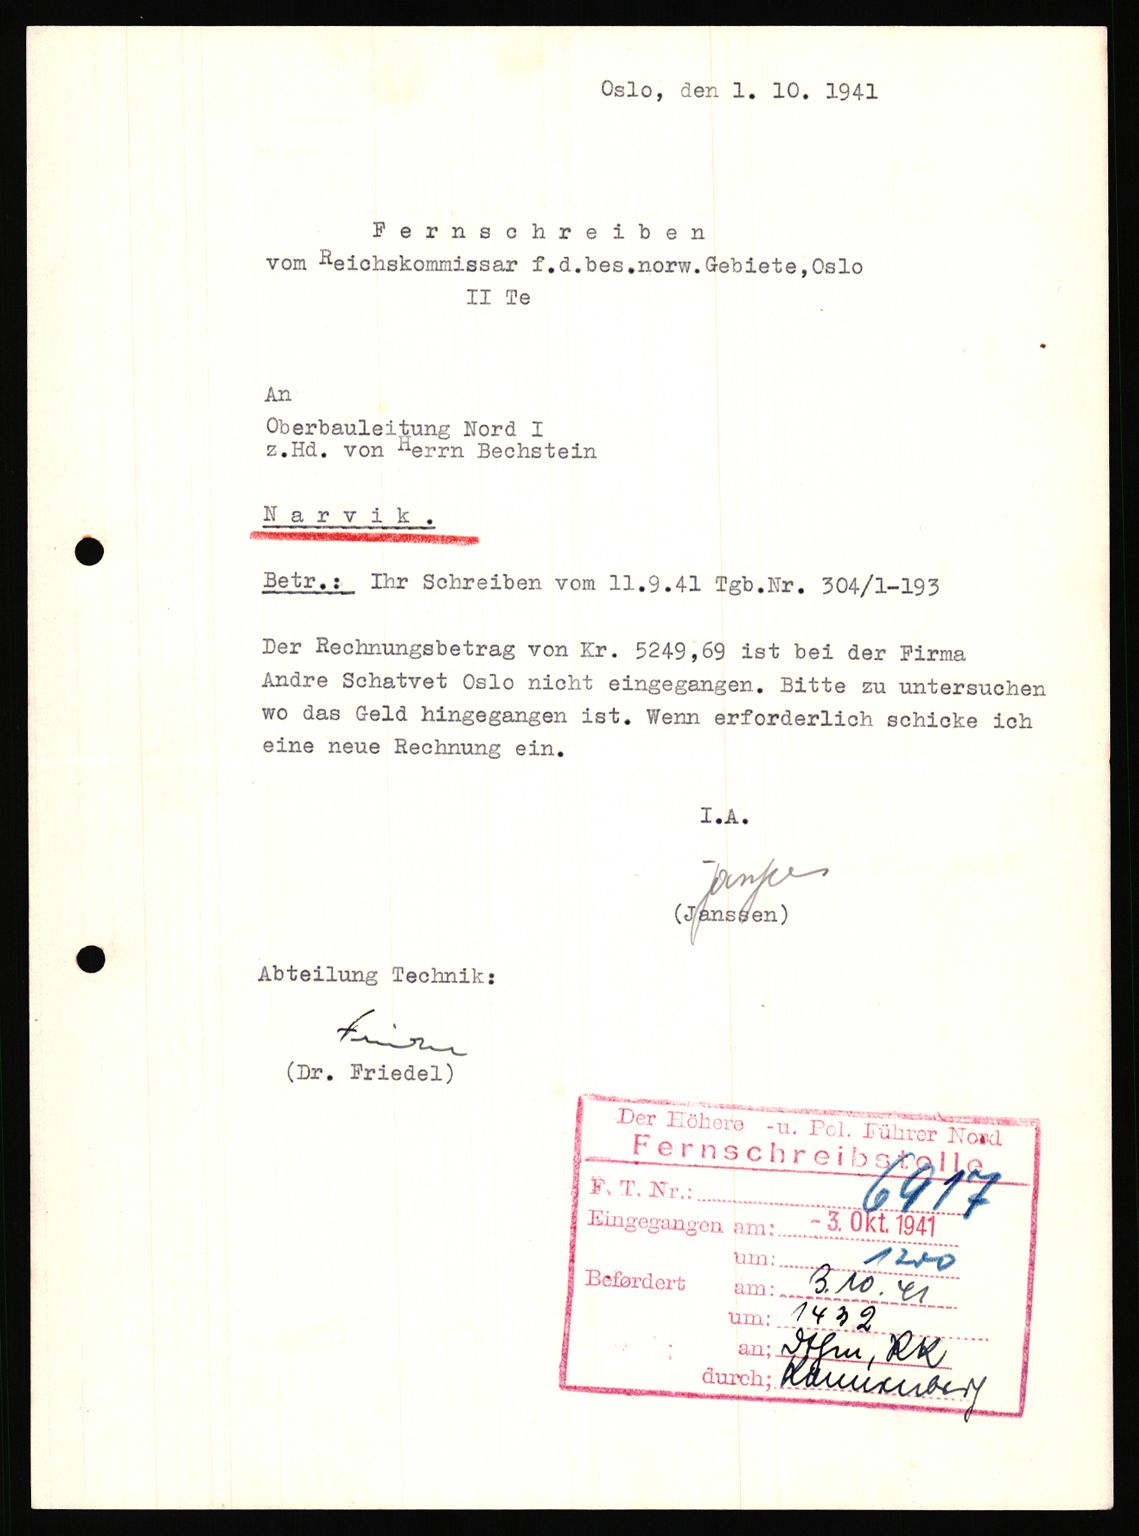 Oslo, den 1. 10. 1941
F e r n s c h r e i b e n
vom Reichskommissar f.d.bes.norw.Gebiete,Oslo
II Te
An
Oberbauleitung Nord I
z.Hd. von Herrn Bechstein
N a r v i k .
Betr.: Ihr Schreiben vom 11.9.41 Tgb.Nr. 304/1-193
Der Rechnungsbetrag von Kr. 5249,69 ist bei der Firma
Andre Schatvet Oslo nicht eingegangen. Bitte zu untersuchen
wo das Geld hingegangen ist. Wenn erforderlich schicke ich
eine neue Rechnung ein.
I.A.
Janssen
(Janssen)
Abteilung Technik:
(Dr. Friedel)
Der Höhere -u. Pol. Führer Nord
Fernschreibstelle
F. T. Nr.: 6917
Eingegangen am: - 3. Okt. 1941
um: 1200
Befördert am: 3.10.41
um: 1432
an: RK
durch: